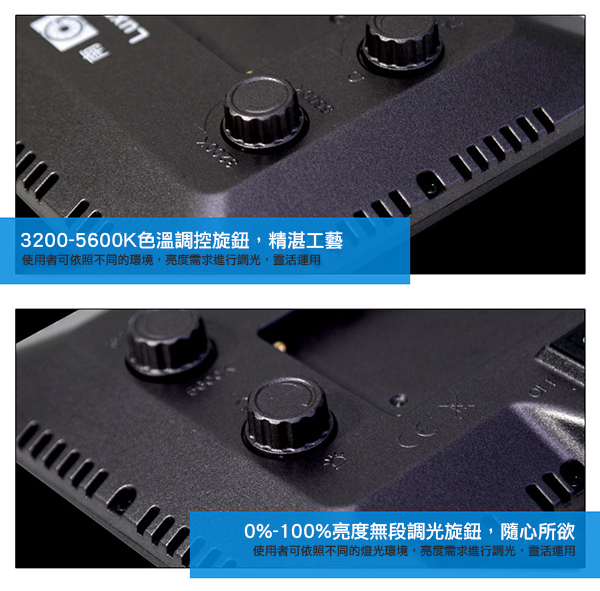 Lux
3200K
3200-5600K色溫調控旋鈕，精湛工藝
使用者可依照不同的環境，亮度需求進行調光，靈活運用
CC
0%-100%亮度無段調光旋鈕，隨心所欲
使用者可依照不同的燈光環境，亮度需求進行調光，靈活運用